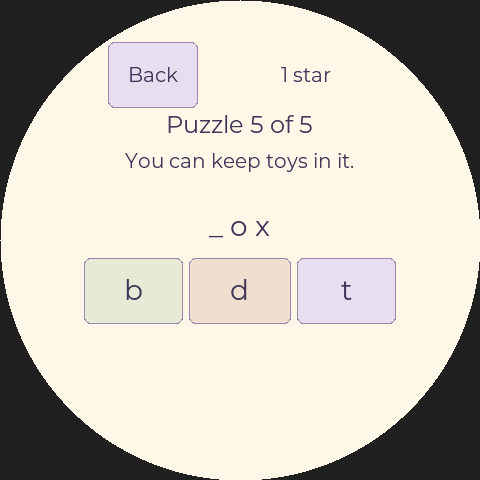 Back
1 star
Puzzle 5 of 5
You can keep toys in it.
_ o x
b d t